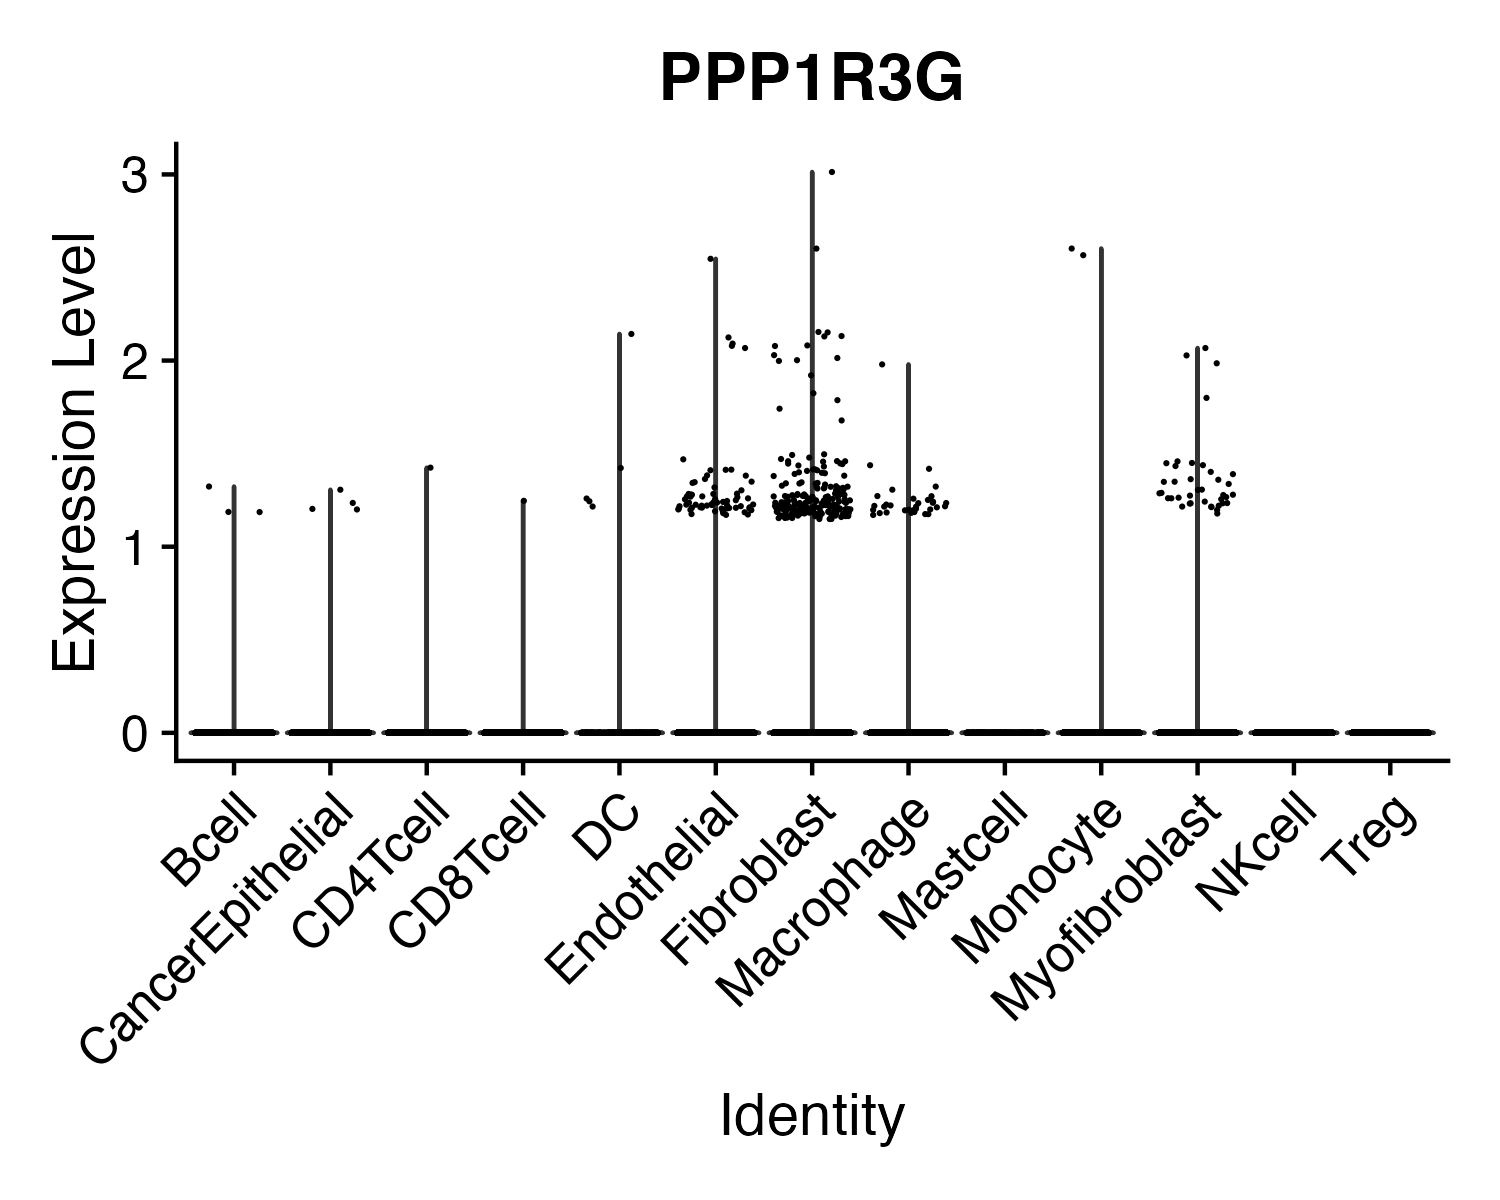 PPP1R3G
Expression Level
3
2
1
0
Bcell
CancerEpithelial
CD4Tcell
CD8Tcell
DC
Endothelial
Fibroblast
Macrophage
Mastcell
Monocyte
Myofibroblast
NKcell
Treg
Identity